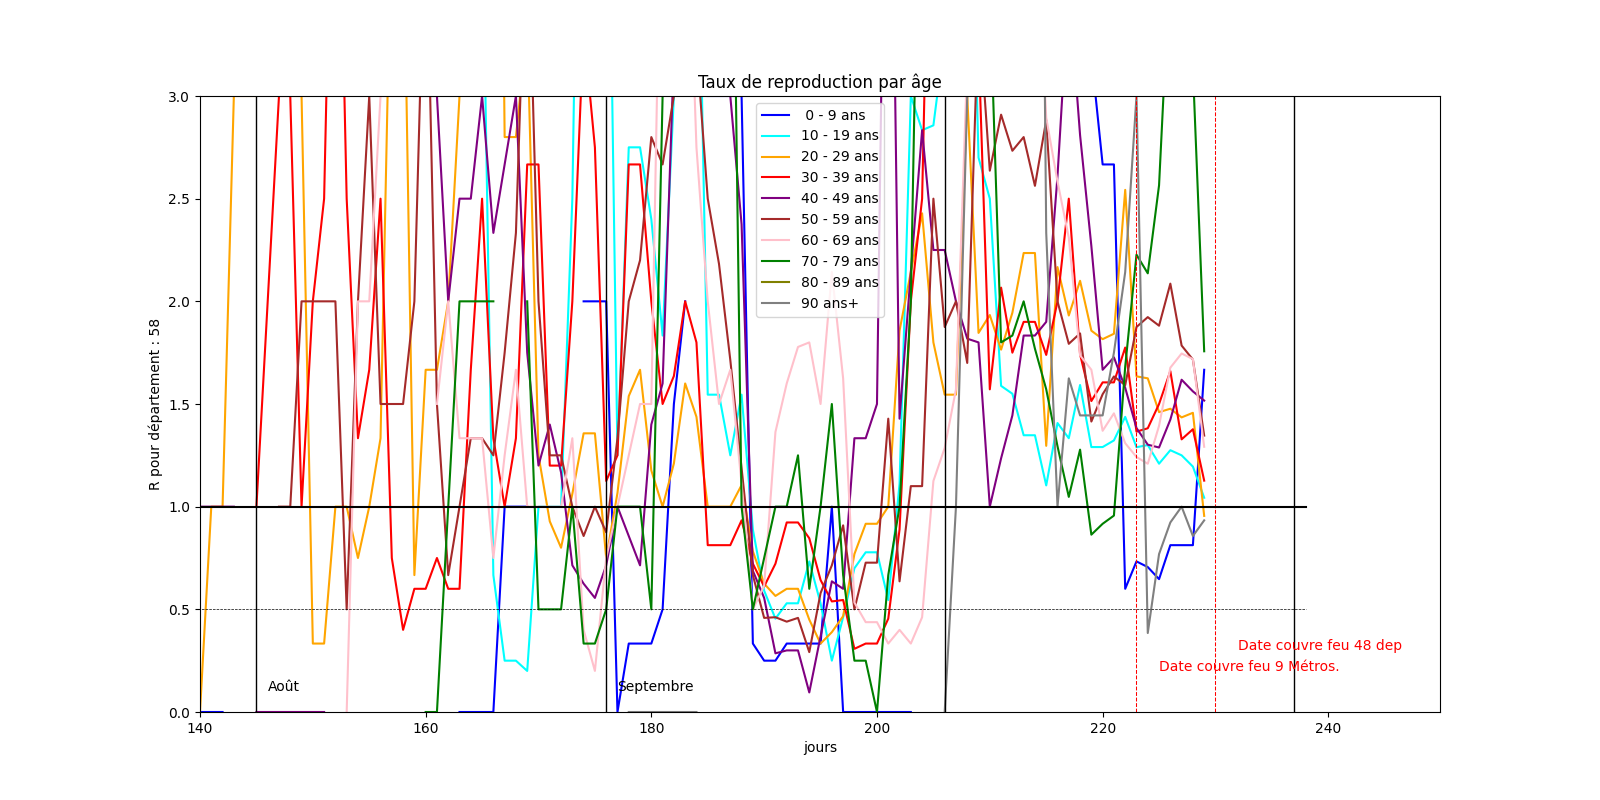 Taux de reproduction par âge
R pour département : 58
3.0
2.5
2.0
1.5
1.0
0.5
0.0
0 - 9 ans
10 - 19 ans
20 - 29 ans
30 - 39 ans
40 - 49 ans
50 - 59 ans
60 - 69 ans
70 - 79 ans
80 - 89 ans
90 ans+
Date couvre feu 48 dep
Date couvre feu 9 Métros.
Août
Septembre
140
160
180
200
220
240
jours